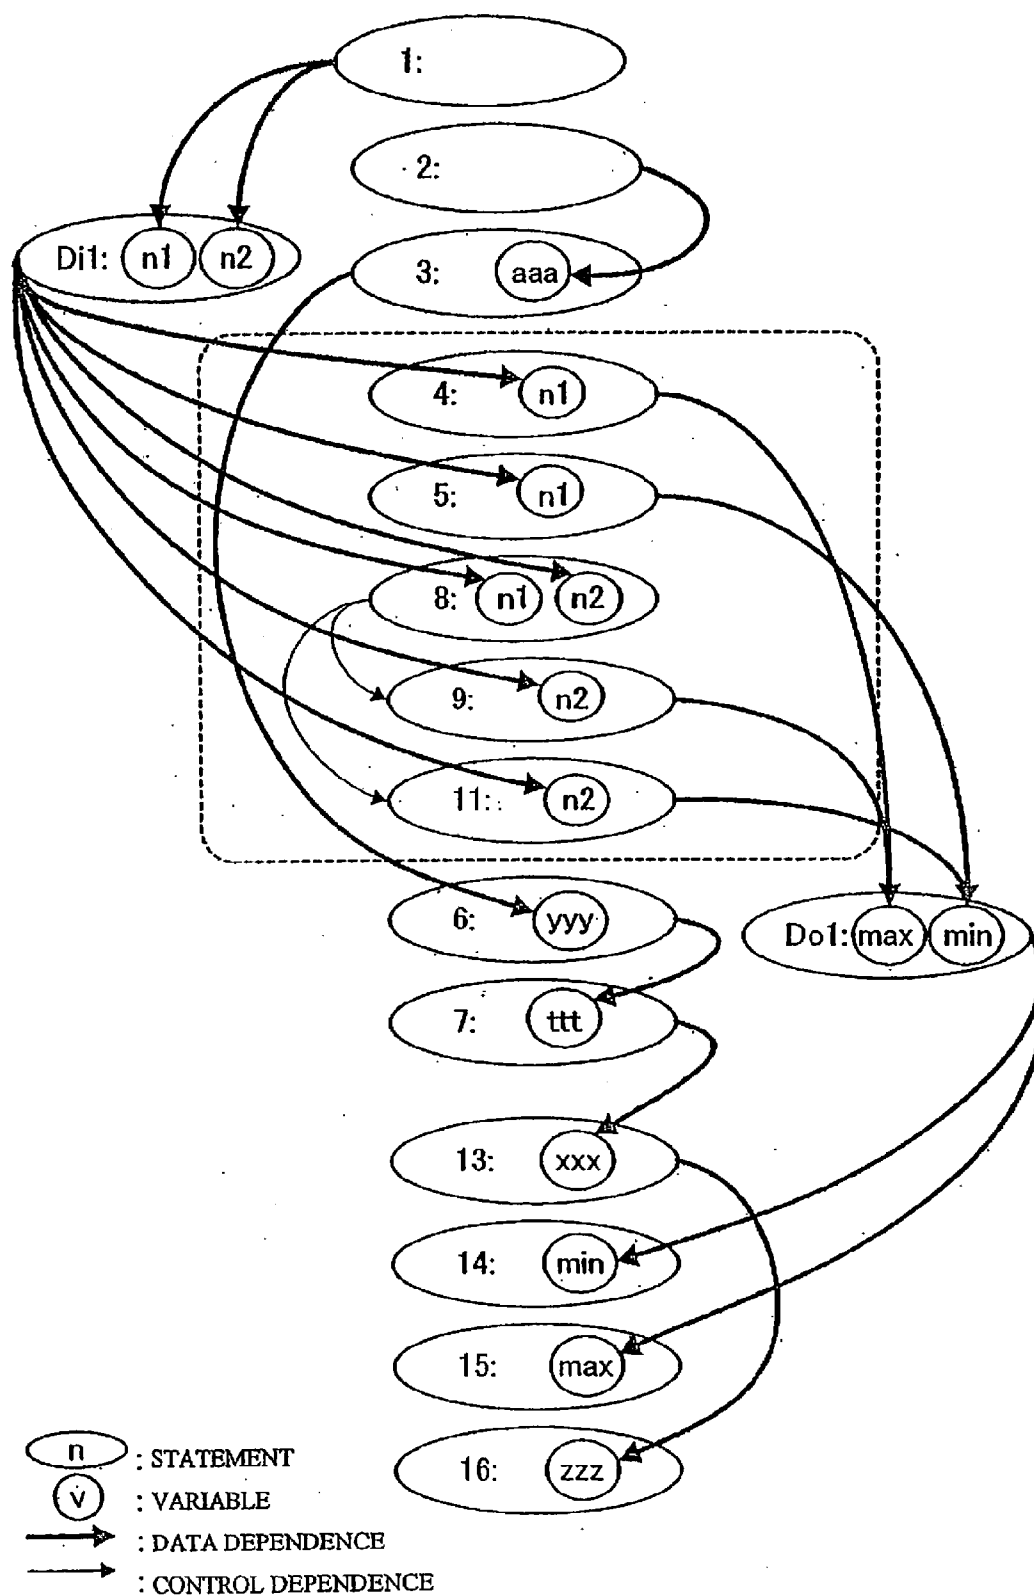 1:
2:
Di1: n1 n2
3: aaa
4: n1
5: n1
8: n1 n2
9: n2
11: n2
6: yyy
Do1: max min
7: ttt
13: xxx
14: min
15: max
16: zzz
n : STATEMENT
v : VARIABLE
: DATA DEPENDENCE
: CONTROL DEPENDENCE